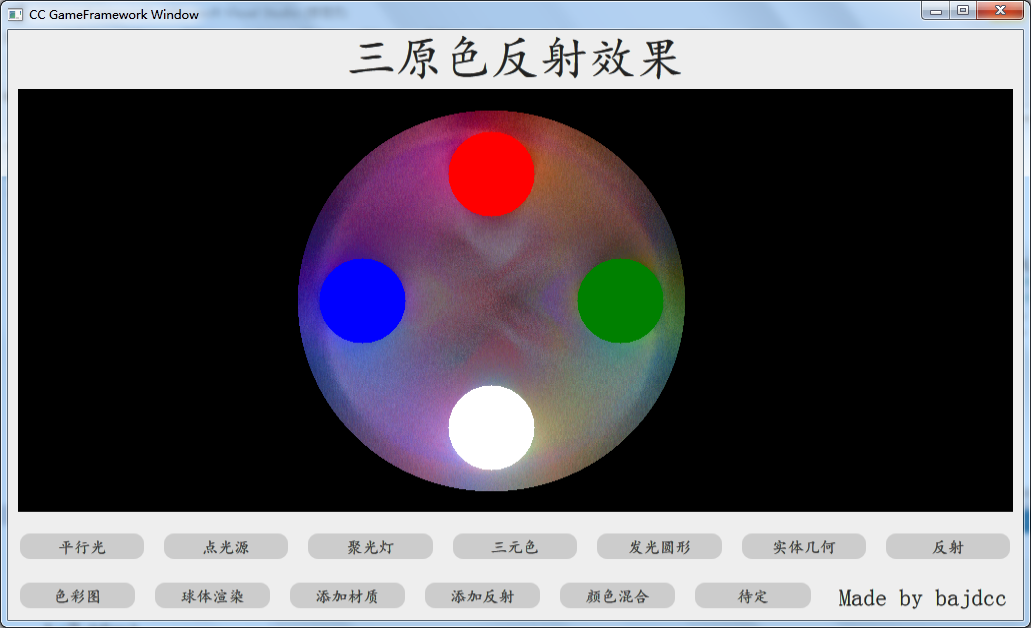 CC GameFramework Window
三原色反射效果
平行光 点光源 聚光灯 三元色 发光圆形 实体几何 反射
色彩图 球体渲染 添加材质 添加反射 颜色混合 待定 Made by bajdcc